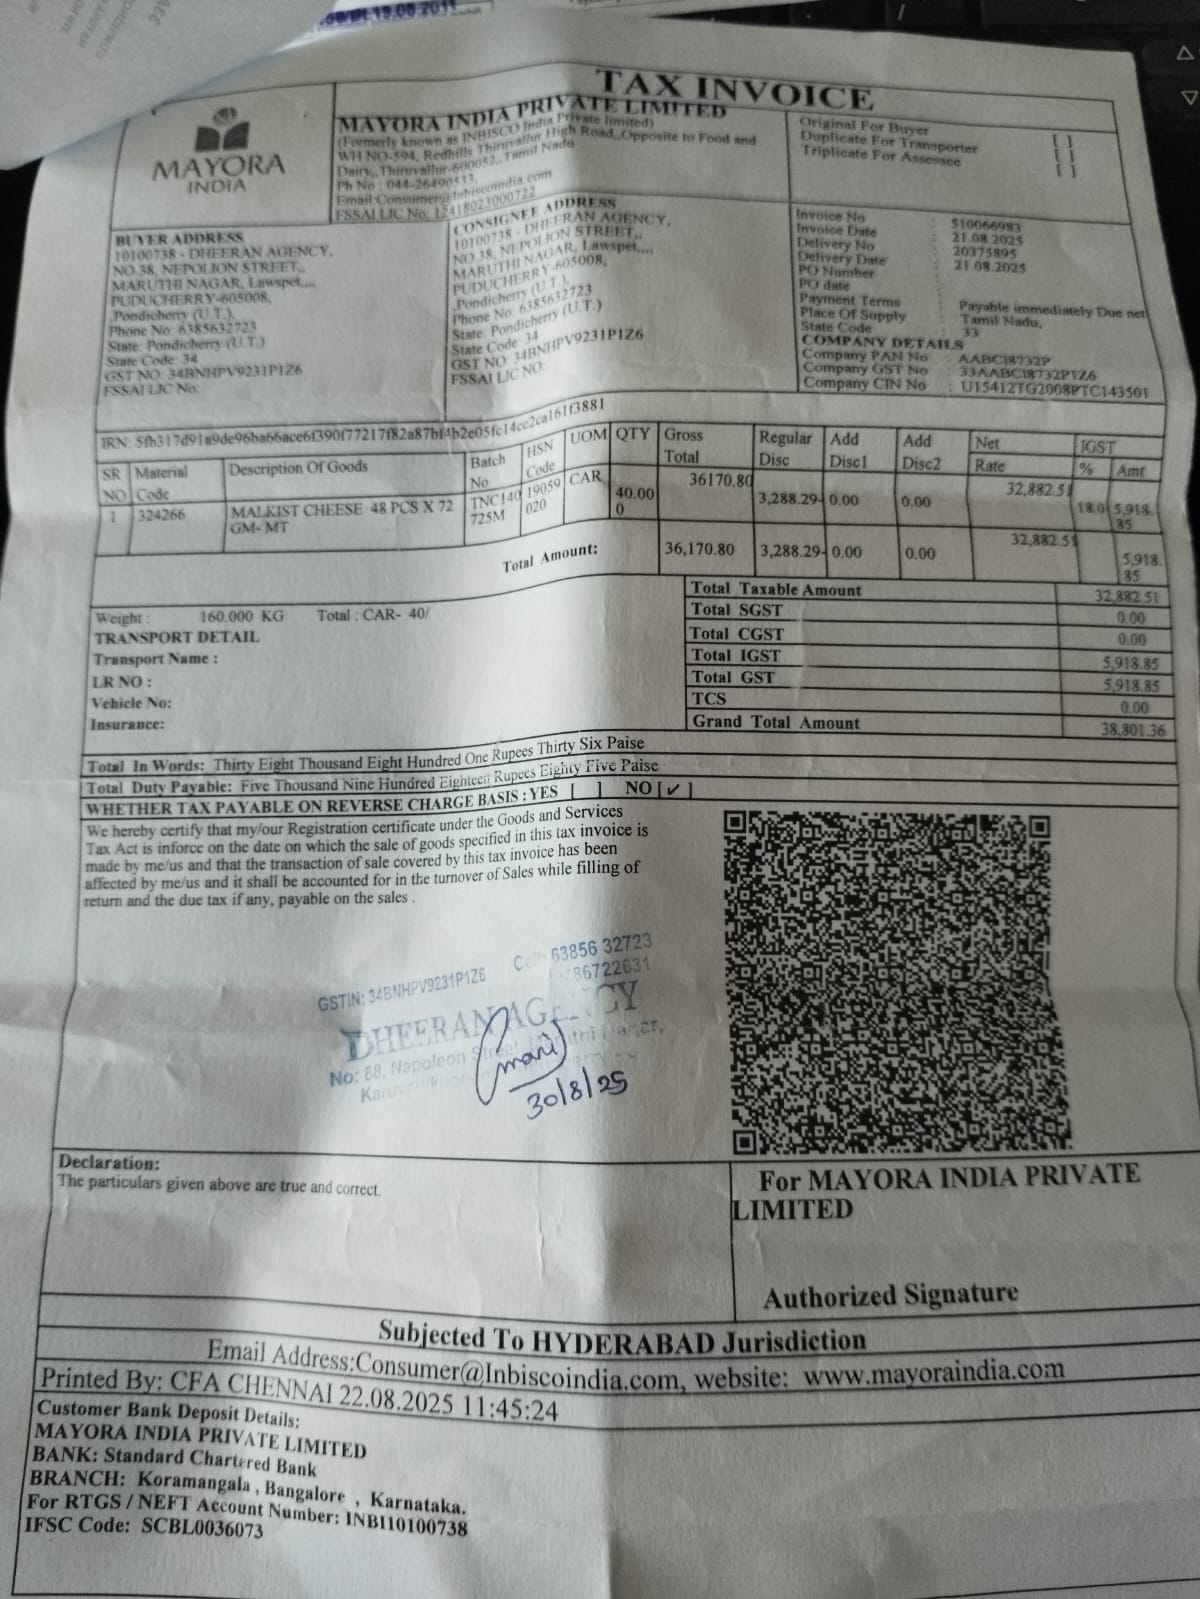 19.08.2011
TAX INVOICE
MAYORA
INDIA
MAYORA INDIA PRIVATE LIMITED
(Formerly known as INBISCO India Private limited)
WH NO-594, Redhills Thiruvallur High Road,,Opposite to Food and
Dairy,,Thiruvallur-600052,,Tamil Nadu
Ph No : 044-26490533,
Email:Consumer@Inbiscoindia.com
FSSAI LIC No. 12418023000722
Original For Buyer [ ]
Duplicate For Transporter [ ]
Triplicate For Assessee [ ]
BUYER ADDRESS
10100738 - DHEERAN AGENCY,
NO.38, NEPOLION STREET,,
MARUTHI NAGAR, Lawspet,,,,
PUDUCHERRY-605008,
,Pondicherry (U.T.),
Phone No: 6385632723
State: Pondicherry (U.T.)
State Code: 34
GST NO: 34BNHPV9231P1Z6
FSSAI LIC No:
CONSIGNEE ADDRESS
10100738 - DHEERAN AGENCY,
NO.38, NEPOLION STREET,,
MARUTHI NAGAR, Lawspet,,,,
PUDUCHERRY-605008,
,Pondicherry (U.T.),
Phone No: 6385632723
State: Pondicherry (U.T.)
State Code: 34
GST NO: 34BNHPV9231P1Z6
FSSAI LIC NO:
Invoice No : 510066983
Invoice Date : 21.08.2025
Delivery No : 20375895
Delivery Date : 21.08.2025
PO Number
PO date
Payment Terms : Payable immediately Due net
Place Of Supply : Tamil Nadu,
State Code : 33
COMPANY DETAILS
Company PAN No : AABCI8732P
Company GST No : 33AABCI8732P1Z6
Company CIN No : U15412TG2008PTC143501
IRN: 5fb317d91a9de96ba66ace6f390f77217f82a87bf4b2e05fc14cc2ca161f3881
SR NO Material Code Description Of Goods Batch No HSN Code UOM QTY Gross Total Regular Disc Add Disc1 Add Disc2 Net Rate IGST % Amt
1 324266 MALKIST CHEESE 48 PCS X 72 GM- MT TNC140725M 19059020 CAR 40.000 36170.80 3,288.29- 0.00 0.00 32,882.51 18.0 5,918.85
Total Amount: 36,170.80 3,288.29- 0.00 0.00 32,882.51 5,918.85
Weight : 160.000 KG Total : CAR- 40/
TRANSPORT DETAIL
Transport Name :
LR NO :
Vehicle No:
Insurance:
Total Taxable Amount 32,882.51
Total SGST 0.00
Total CGST 0.00
Total IGST 5,918.85
Total GST 5,918.85
TCS 0.00
Grand Total Amount 38,801.36
Total In Words: Thirty Eight Thousand Eight Hundred One Rupees Thirty Six Paise
Total Duty Payable: Five Thousand Nine Hundred Eighteen Rupees Eighty Five Paise
WHETHER TAX PAYABLE ON REVERSE CHARGE BASIS : YES [ ] NO [✓]
We hereby certify that my/our Registration certificate under the Goods and Services
Tax Act is inforce on the date on which the sale of goods specified in this tax invoice is
made by me/us and that the transaction of sale covered by this tax invoice has been
affected by me/us and it shall be accounted for in the turnover of Sales while filling of
return and the due tax if any, payable on the sales .
GSTIN: 34BNHPV9231P1Z6 63856 32723
86722631
DHEERAN AGENCY
No: 88, Napoleon Street,
mani
30/8/25
Declaration:
The particulars given above are true and correct.
For MAYORA INDIA PRIVATE
LIMITED
Authorized Signature
Subjected To HYDERABAD Jurisdiction
Email Address:Consumer@Inbiscoindia.com, website: www.mayoraindia.com
Printed By: CFA CHENNAI 22.08.2025 11:45:24
Customer Bank Deposit Details:
MAYORA INDIA PRIVATE LIMITED
BANK: Standard Chartered Bank
BRANCH: Koramangala , Bangalore , Karnataka.
For RTGS / NEFT Account Number: INBI10100738
IFSC Code: SCBL0036073